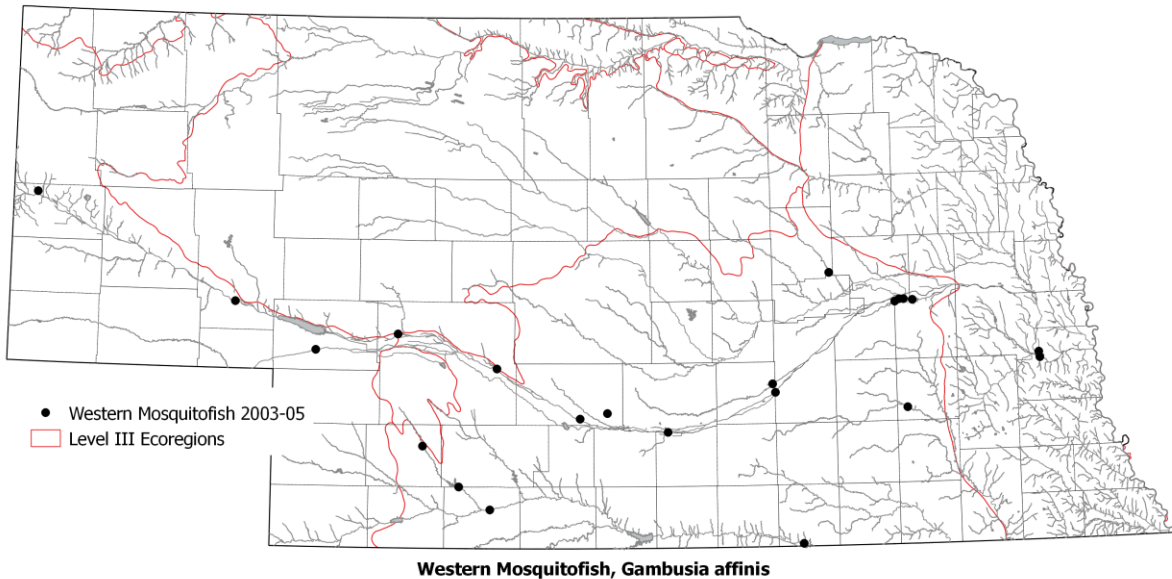 Western Mosquitofish 2003-05
Level III Ecoregions
Western Mosquitofish, Gambusia affinis